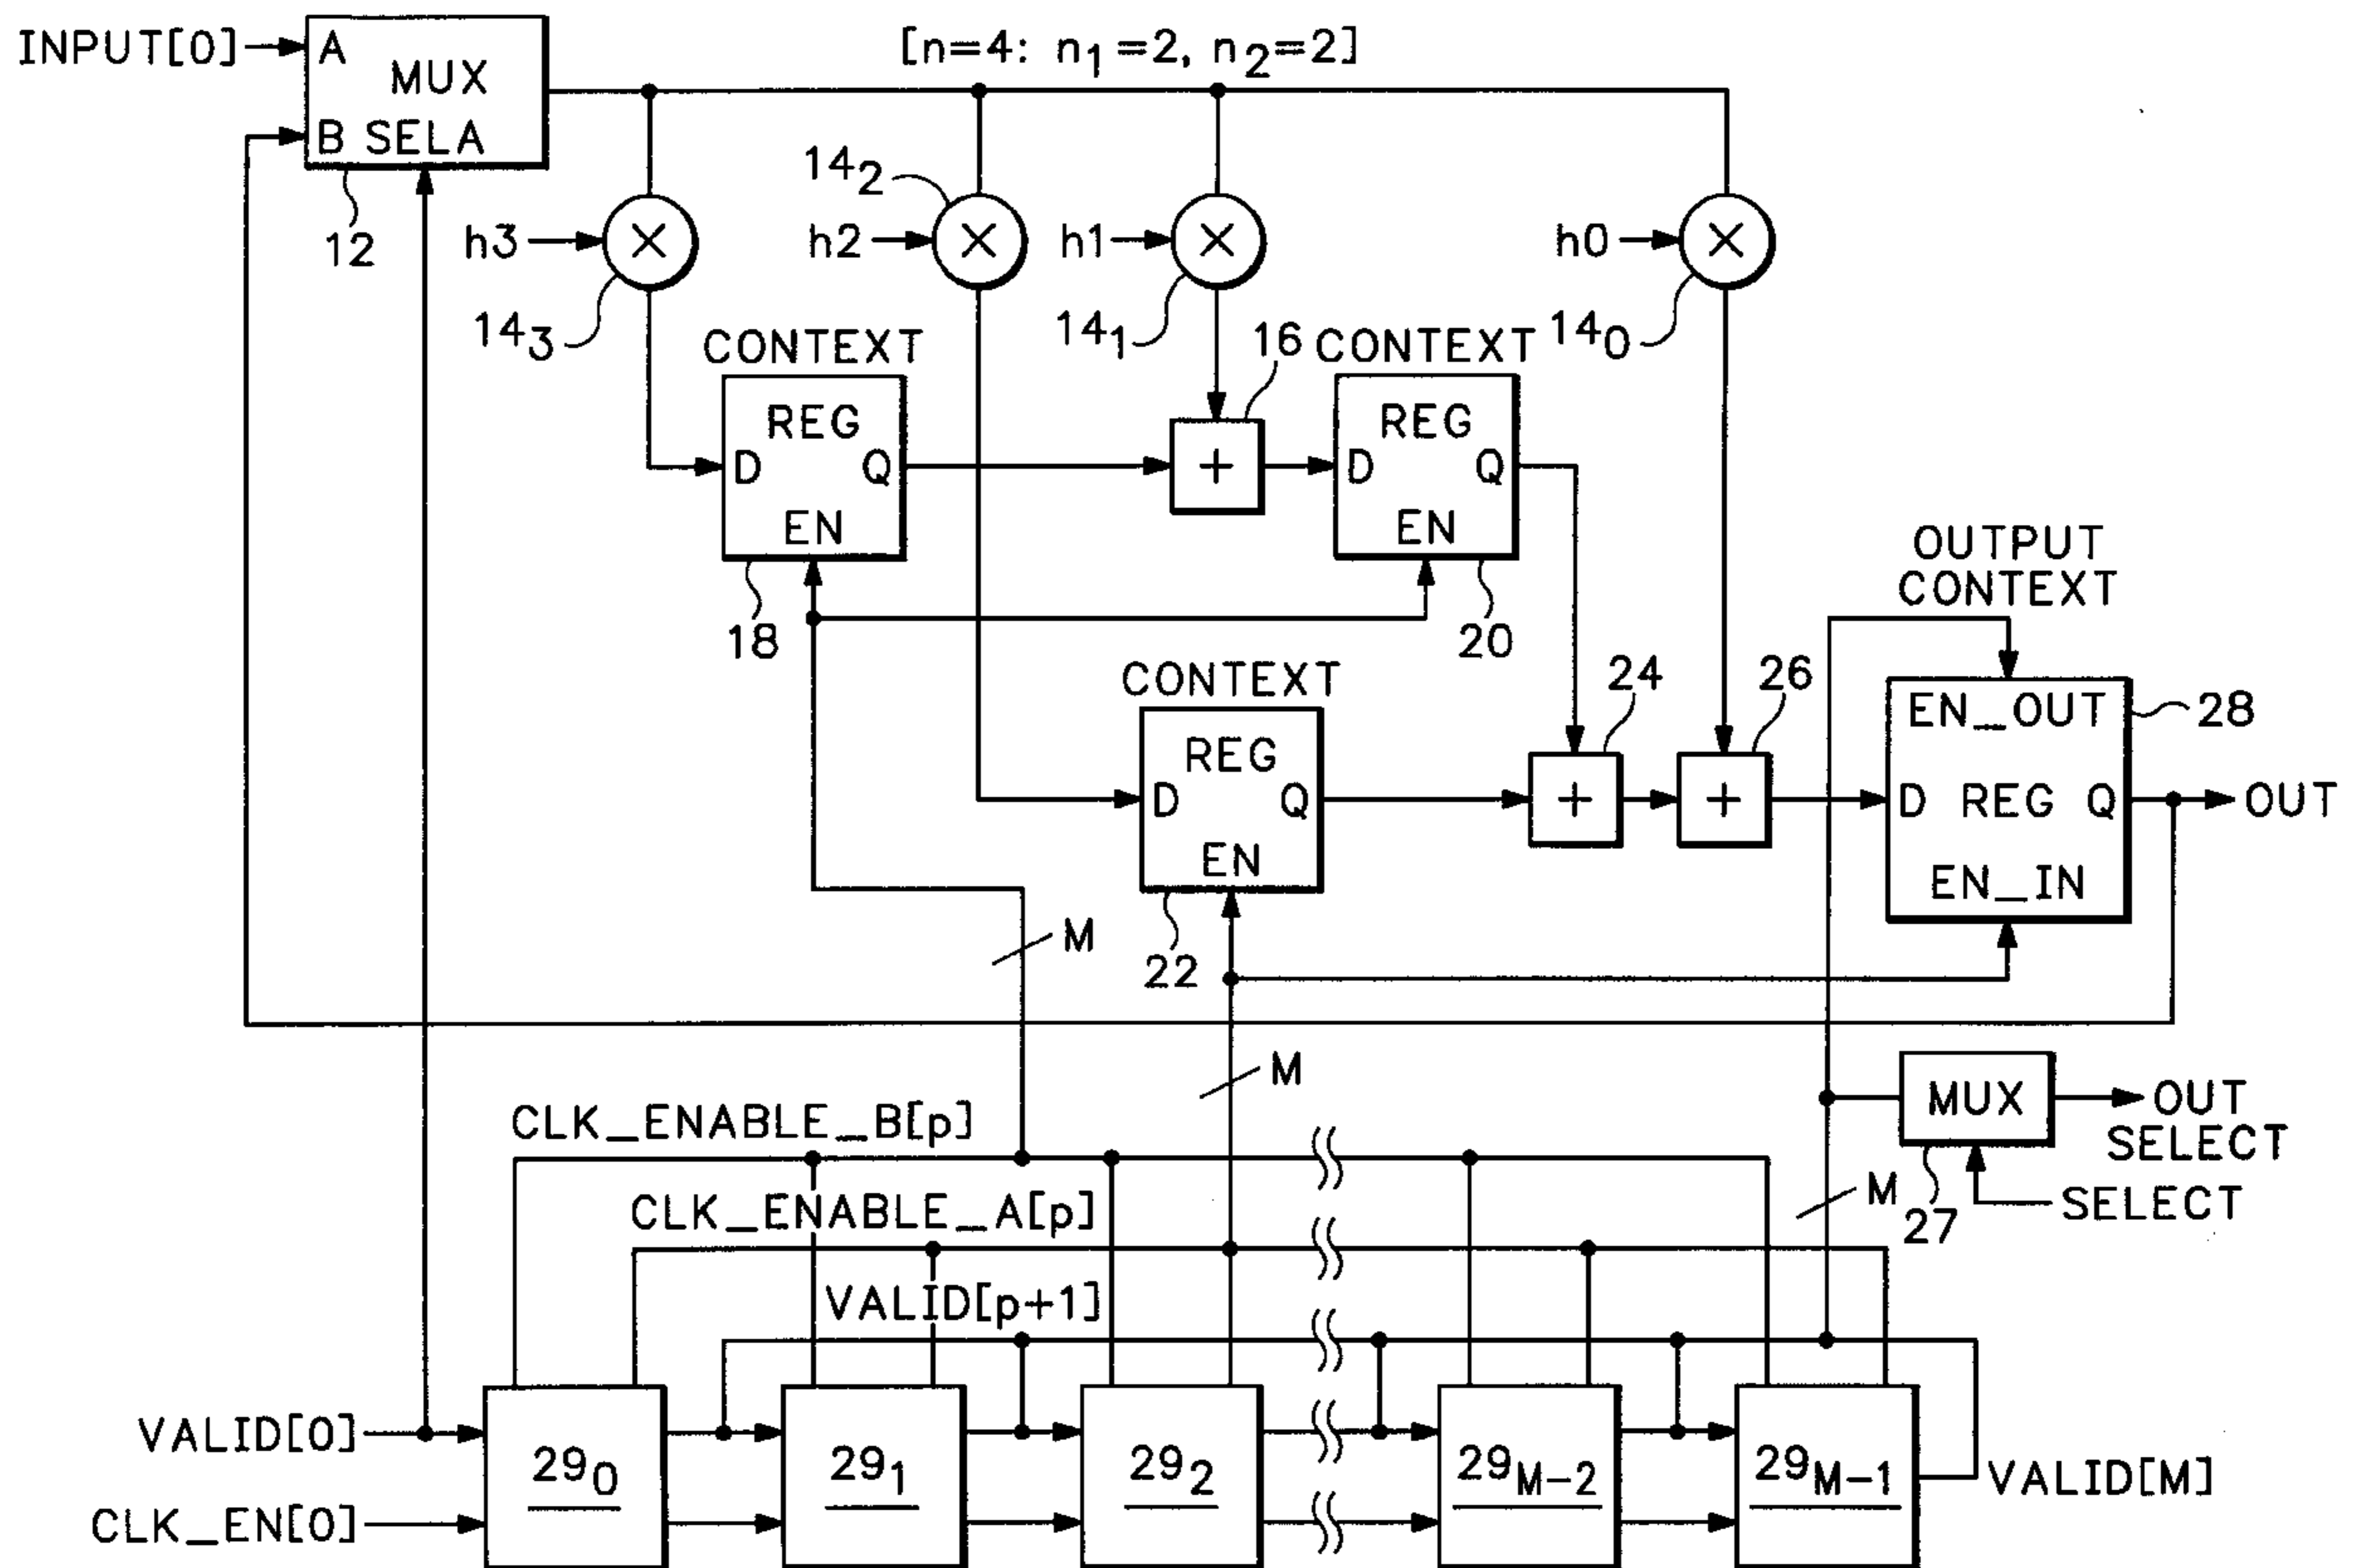 INPUT[0]
A
MUX
B SELA
12
[n=4: n1=2, n2=2]
h3
×
143
h2
×
142
h1
×
141
h0
×
140
CONTEXT
REG
D Q
EN
18
16
+
CONTEXT
REG
D Q
EN
20
CONTEXT
REG
D Q
EN
22
24
+
26
+
OUTPUT
CONTEXT
EN_OUT
D REG Q
EN_IN
28
OUT
M
M
M
MUX
OUT
SELECT
SELECT
27
CLK_ENABLE_B[p]
CLK_ENABLE_A[p]
VALID[p+1]
VALID[0]
CLK_EN[0]
290
291
292
29M-2
29M-1
VALID[M]